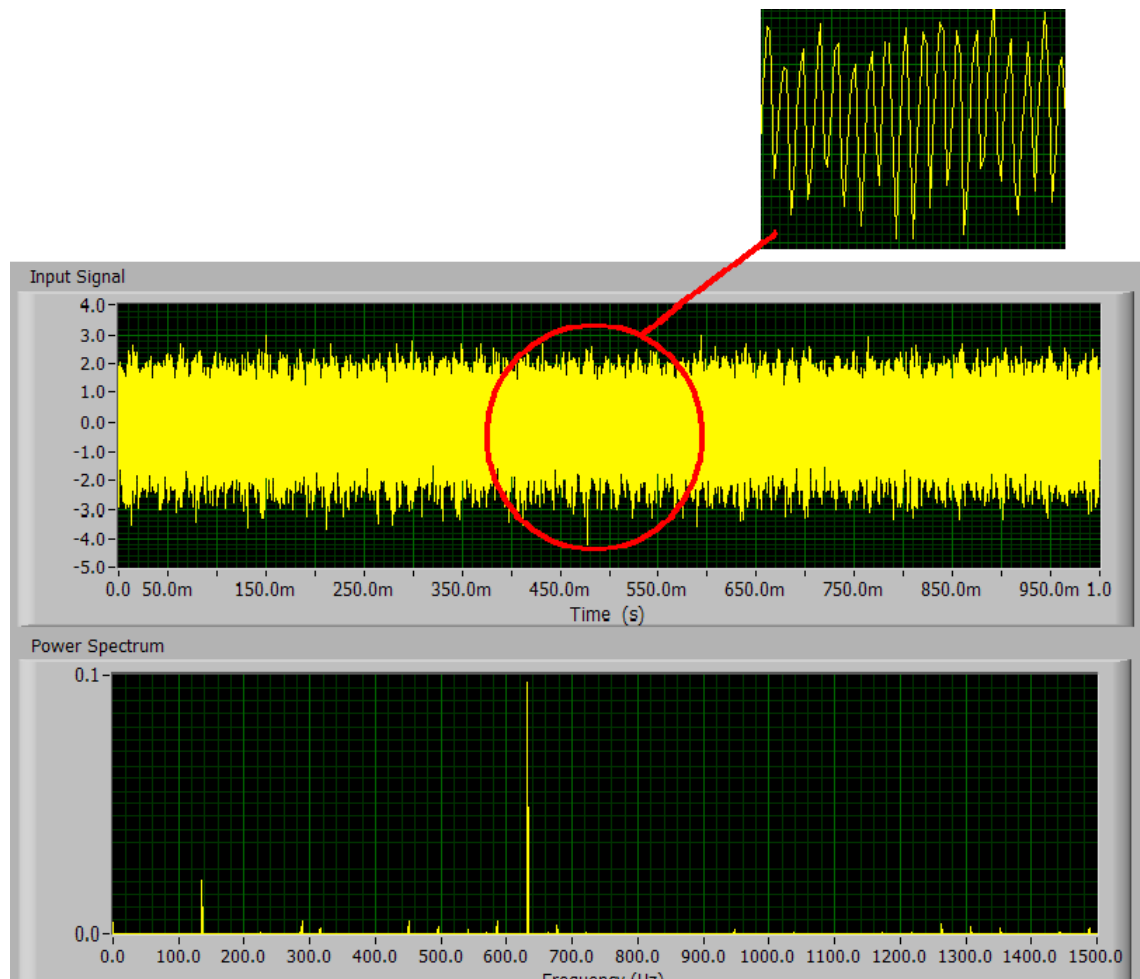 Input Signal
4.0
3.0
2.0
1.0
0.0
-1.0
-2.0
-3.0
-4.0
-5.0
0.0 50.0m 150.0m 250.0m 350.0m 450.0m 550.0m 650.0m 750.0m 850.0m 950.0m 1.0
Time (s)
Power Spectrum
0.1
0.0
0.0 100.0 200.0 300.0 400.0 500.0 600.0 700.0 800.0 900.0 1000.0 1100.0 1200.0 1300.0 1400.0 1500.0
Frequency (Hz)